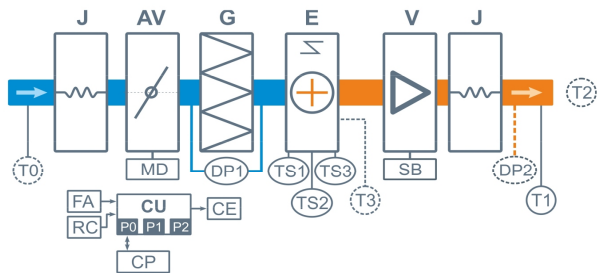 J AV G E V J
T2
T0 MD DP1 TS1 TS3 SB DP2
TS2 T3 T1
FA CU CE
RC P0 P1 P2
CP